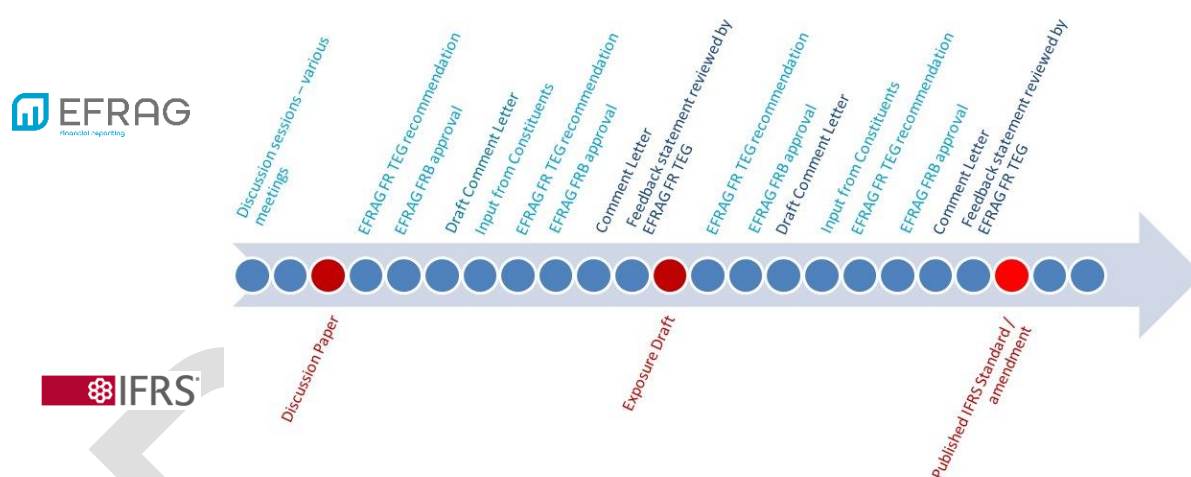 EFRAG
Financial reporting
Discussion sessions – various
meetings
EFRAG FR TEG recommendation
EFRAG FRB approval
Draft Comment Letter
Input from Constituents
EFRAG FR TEG recommendation
EFRAG FRB approval
Comment Letter
Feedback statement reviewed by
EFRAG FR TEG
EFRAG FR TEG recommendation
EFRAG FRB approval
Draft Comment Letter
Input from Constituents
EFRAG FR TEG recommendation
EFRAG FRB approval
Comment Letter
Feedback statement reviewed by
EFRAG FR TEG
IFRS
Discussion Paper
Exposure Draft
Published IFRS Standard /
amendment